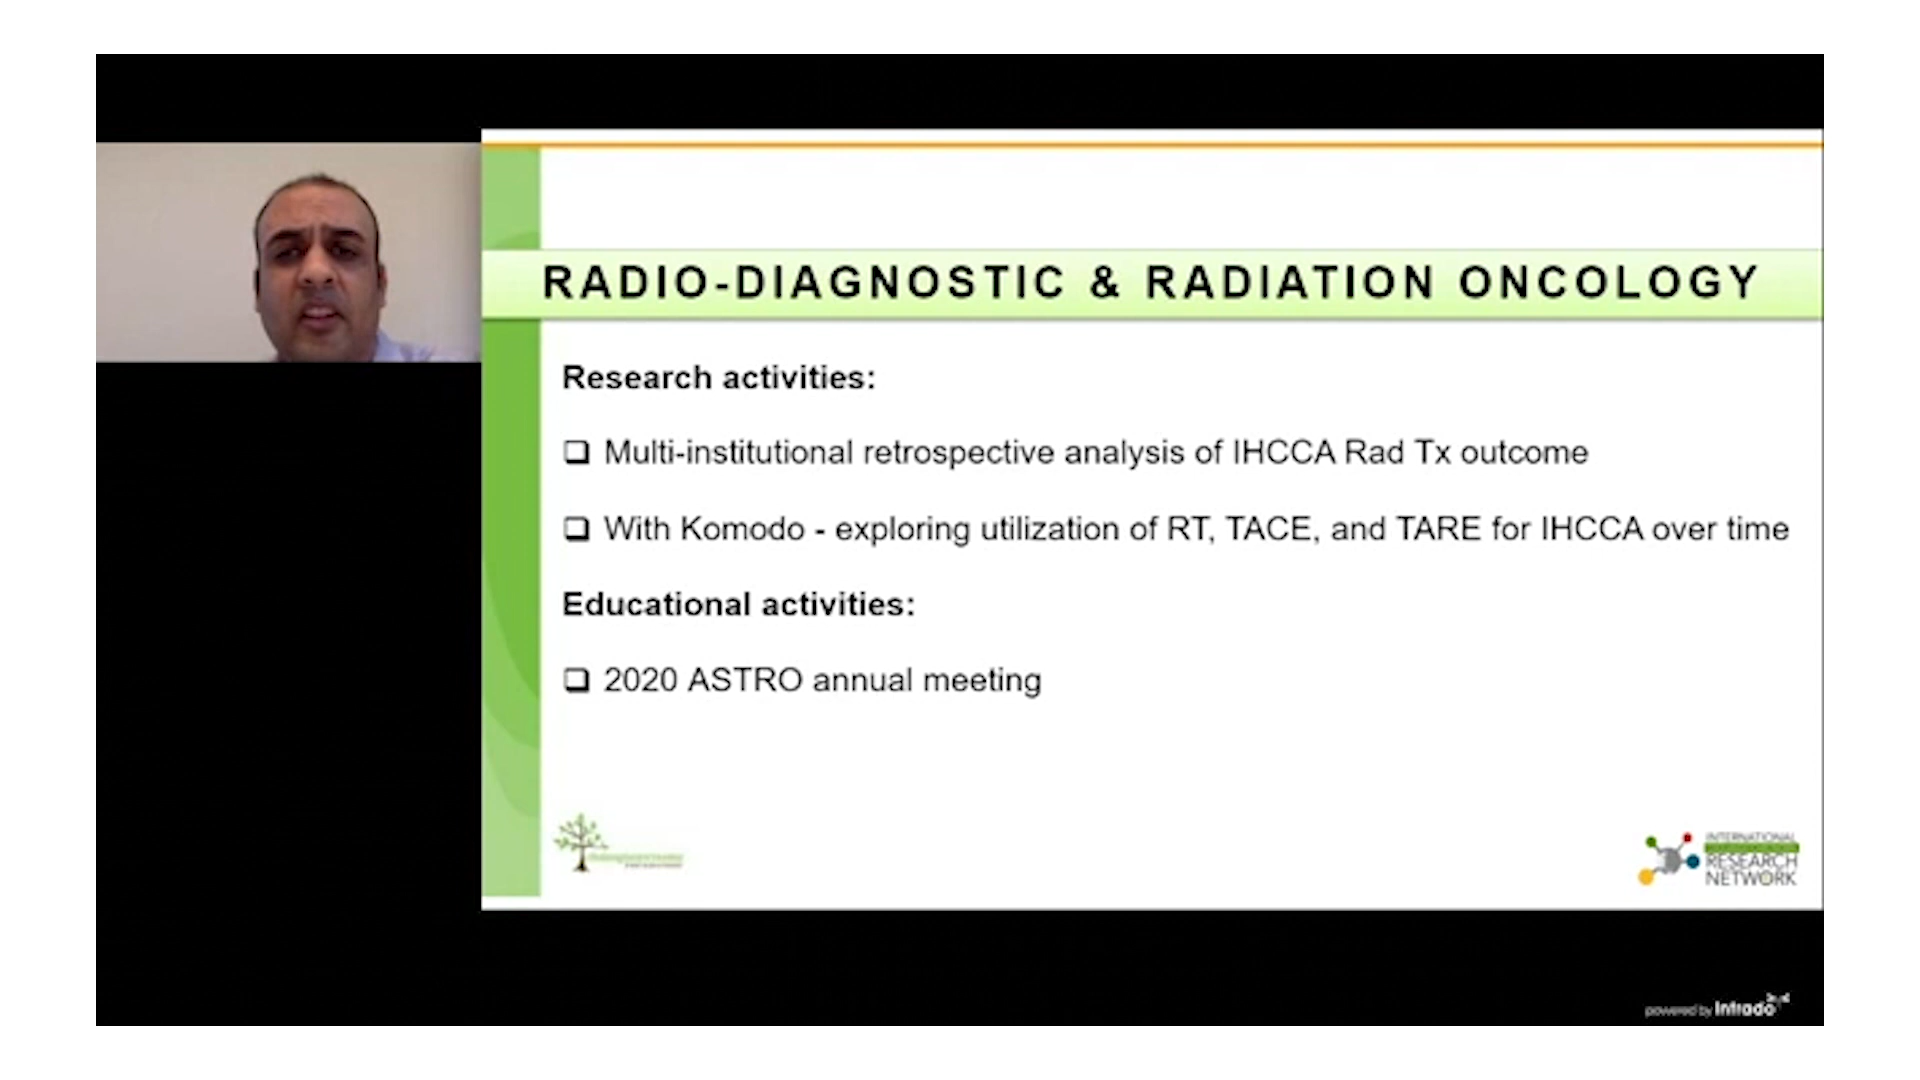 RADIO-DIAGNOSTIC & RADIATION ONCOLOGY
Research activities:
Multi-institutional retrospective analysis of IHCCA Rad Tx outcome
With Komodo - exploring utilization of RT, TACE, and TARE for IHCCA over time
Educational activities:
2020 ASTRO annual meeting
INTERNATIONAL
RESEARCH
NETWORK
powered by Intrado